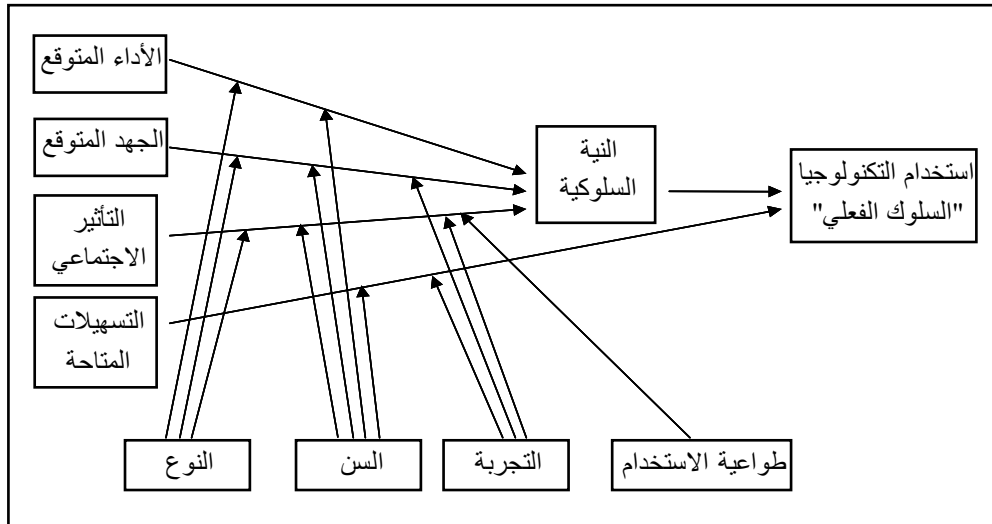 الأداء المتوقع
الجهد المتوقع
التأثير
الاجتماعي
التسهيلات
المتاحة
النية
السلوكية
استخدام التكنولوجيا
"السلوك الفعلي"
النوع
السن
التجربة
طواعية الاستخدام